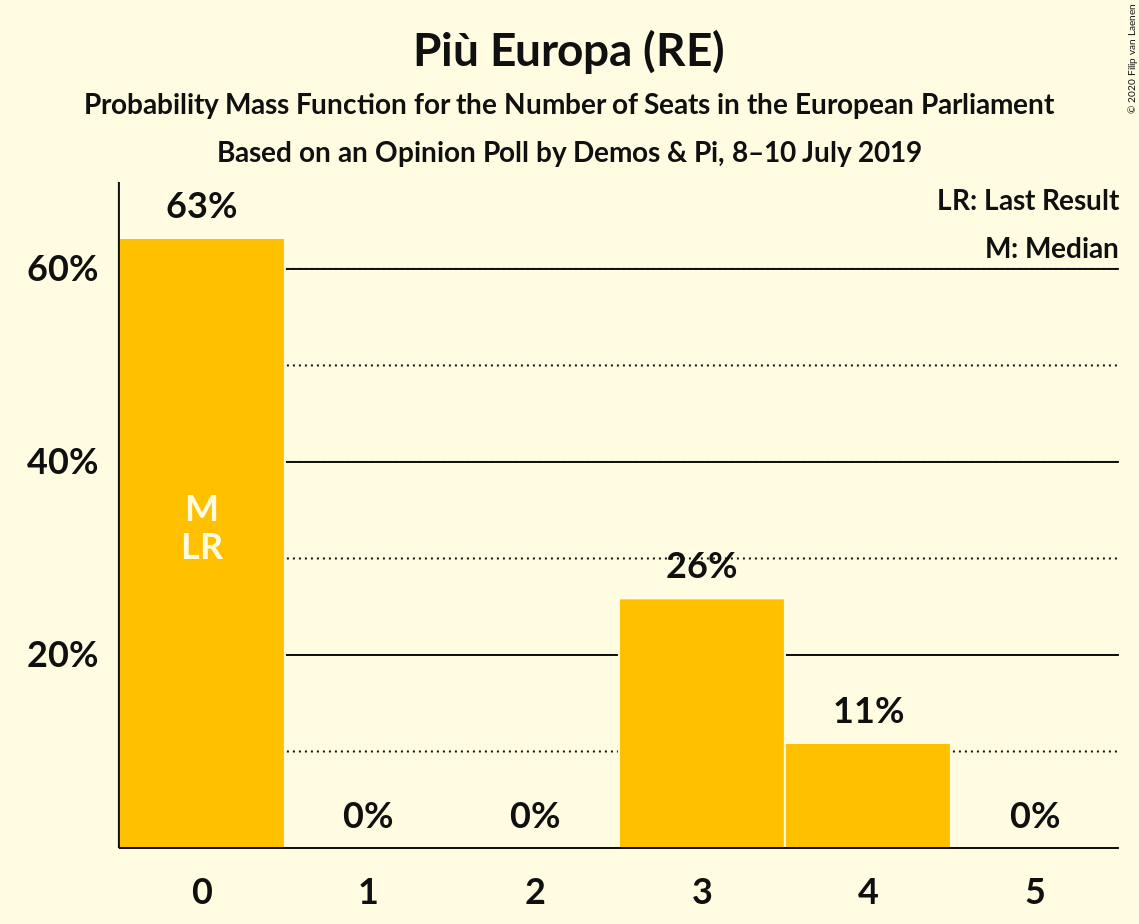 Più Europa (RE)
Probability Mass Function for the Number of Seats in the European Parliament
Based on an Opinion Poll by Demos & Pi, 8–10 July 2019
© 2020 Filip van Laenen
LR: Last Result
M: Median
63%
60%
40%
M
LR
26%
20%
11%
0%
0%
0%
0
1
2
3
4
5